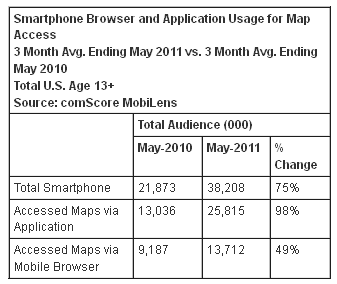 Smartphone Browser and Application Usage for Map
Access
3 Month Avg. Ending May 2011 vs. 3 Month Avg. Ending
May 2010
Total U.S. Age 13+
Source: comScore MobiLens
Total Audience (000)
May-2010 May-2011 %
Change
Total Smartphone 21,873 38,208 75%
Accessed Maps via
Application 13,036 25,815 98%
Accessed Maps via
Mobile Browser 9,187 13,712 49%